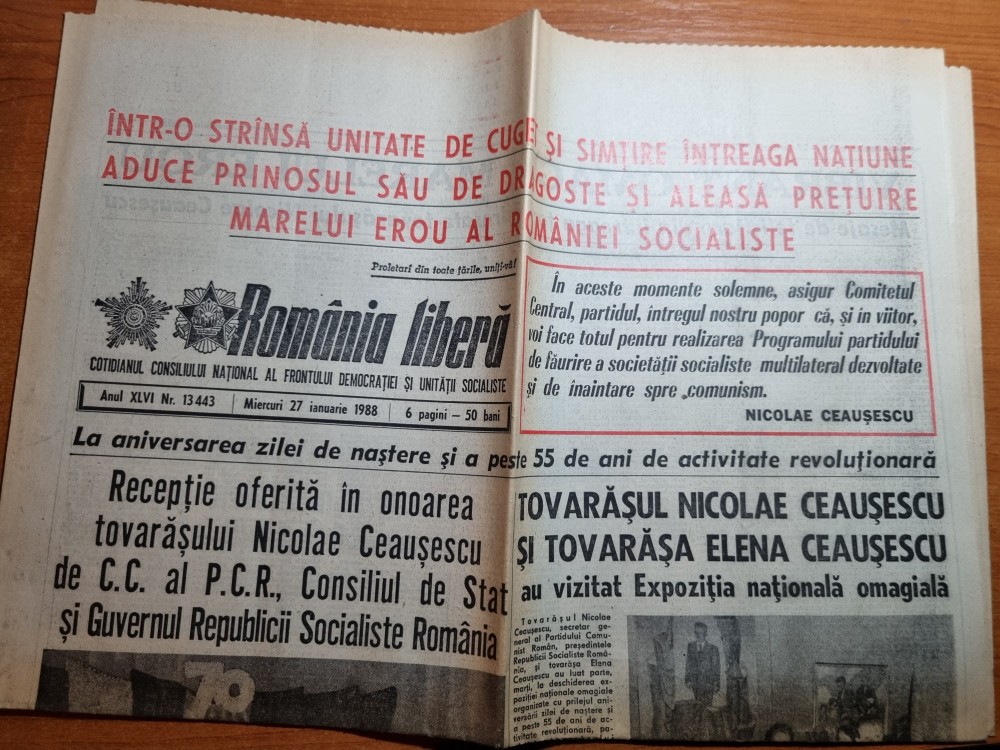 ÎNTR-O STRÎNSĂ UNITATE DE CUGET ȘI SIMȚIRE ÎNTREAGA NAȚIUNE
ADUCE PRINOSUL SĂU DE DRAGOSTE ȘI ALEASĂ PREȚUIRE
MARELUI EROU AL ROMÂNIEI SOCIALISTE
Proletari din toate țările, uniți-vă!
România liberă
COTIDIANUL CONSILIULUI NAȚIONAL AL FRONTULUI DEMOCRAȚIEI ȘI UNITĂȚII SOCIALISTE
Anul XLVI Nr. 13 443 Miercuri 27 ianuarie 1988 6 pagini — 50 bani
În aceste momente solemne, asigur Comitetul
Central, partidul, întregul nostru popor că, și în viitor,
voi face totul pentru realizarea Programului partidului
de făurire a societății socialiste multilateral dezvoltate
și de înaintare spre comunism.
NICOLAE CEAUȘESCU
La aniversarea zilei de naștere și a peste 55 de ani de activitate revoluționară
Recepție oferită în onoarea
tovarășului Nicolae Ceaușescu
de C.C. al P.C.R., Consiliul de Stat
și Guvernul Republicii Socialiste România
70
TOVARĂȘUL NICOLAE CEAUȘESCU
ȘI TOVARĂȘA ELENA CEAUȘESCU
au vizitat Expoziția națională omagială
Tovarășul Nicolae
Ceaușescu, secretar ge-
neral al Partidului Comu-
nist Român, președintele
Republicii Socialiste Româ-
nia, și tovarășa Elena
Ceaușescu au luat parte,
marți, la deschiderea ex-
poziției naționale omagiale
organizate cu prilejul ani-
versării zilei de naștere și
a peste 55 de ani de ac-
tivitate revoluționară, pa-